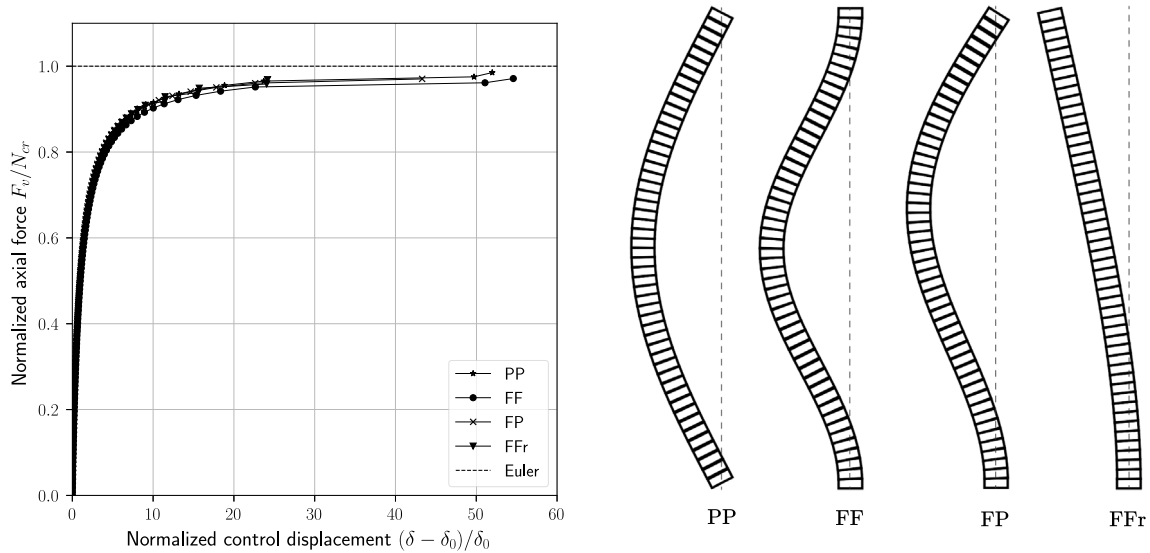 1.0
0.8
0.6
0.4
0.2
0.0
0 10 20 30 40 50 60
Normalized axial force F_v/N_cr
Normalized control displacement (δ − δ_0)/δ_0
PP
FF
FP
FFr
Euler
PP FF FP FFr